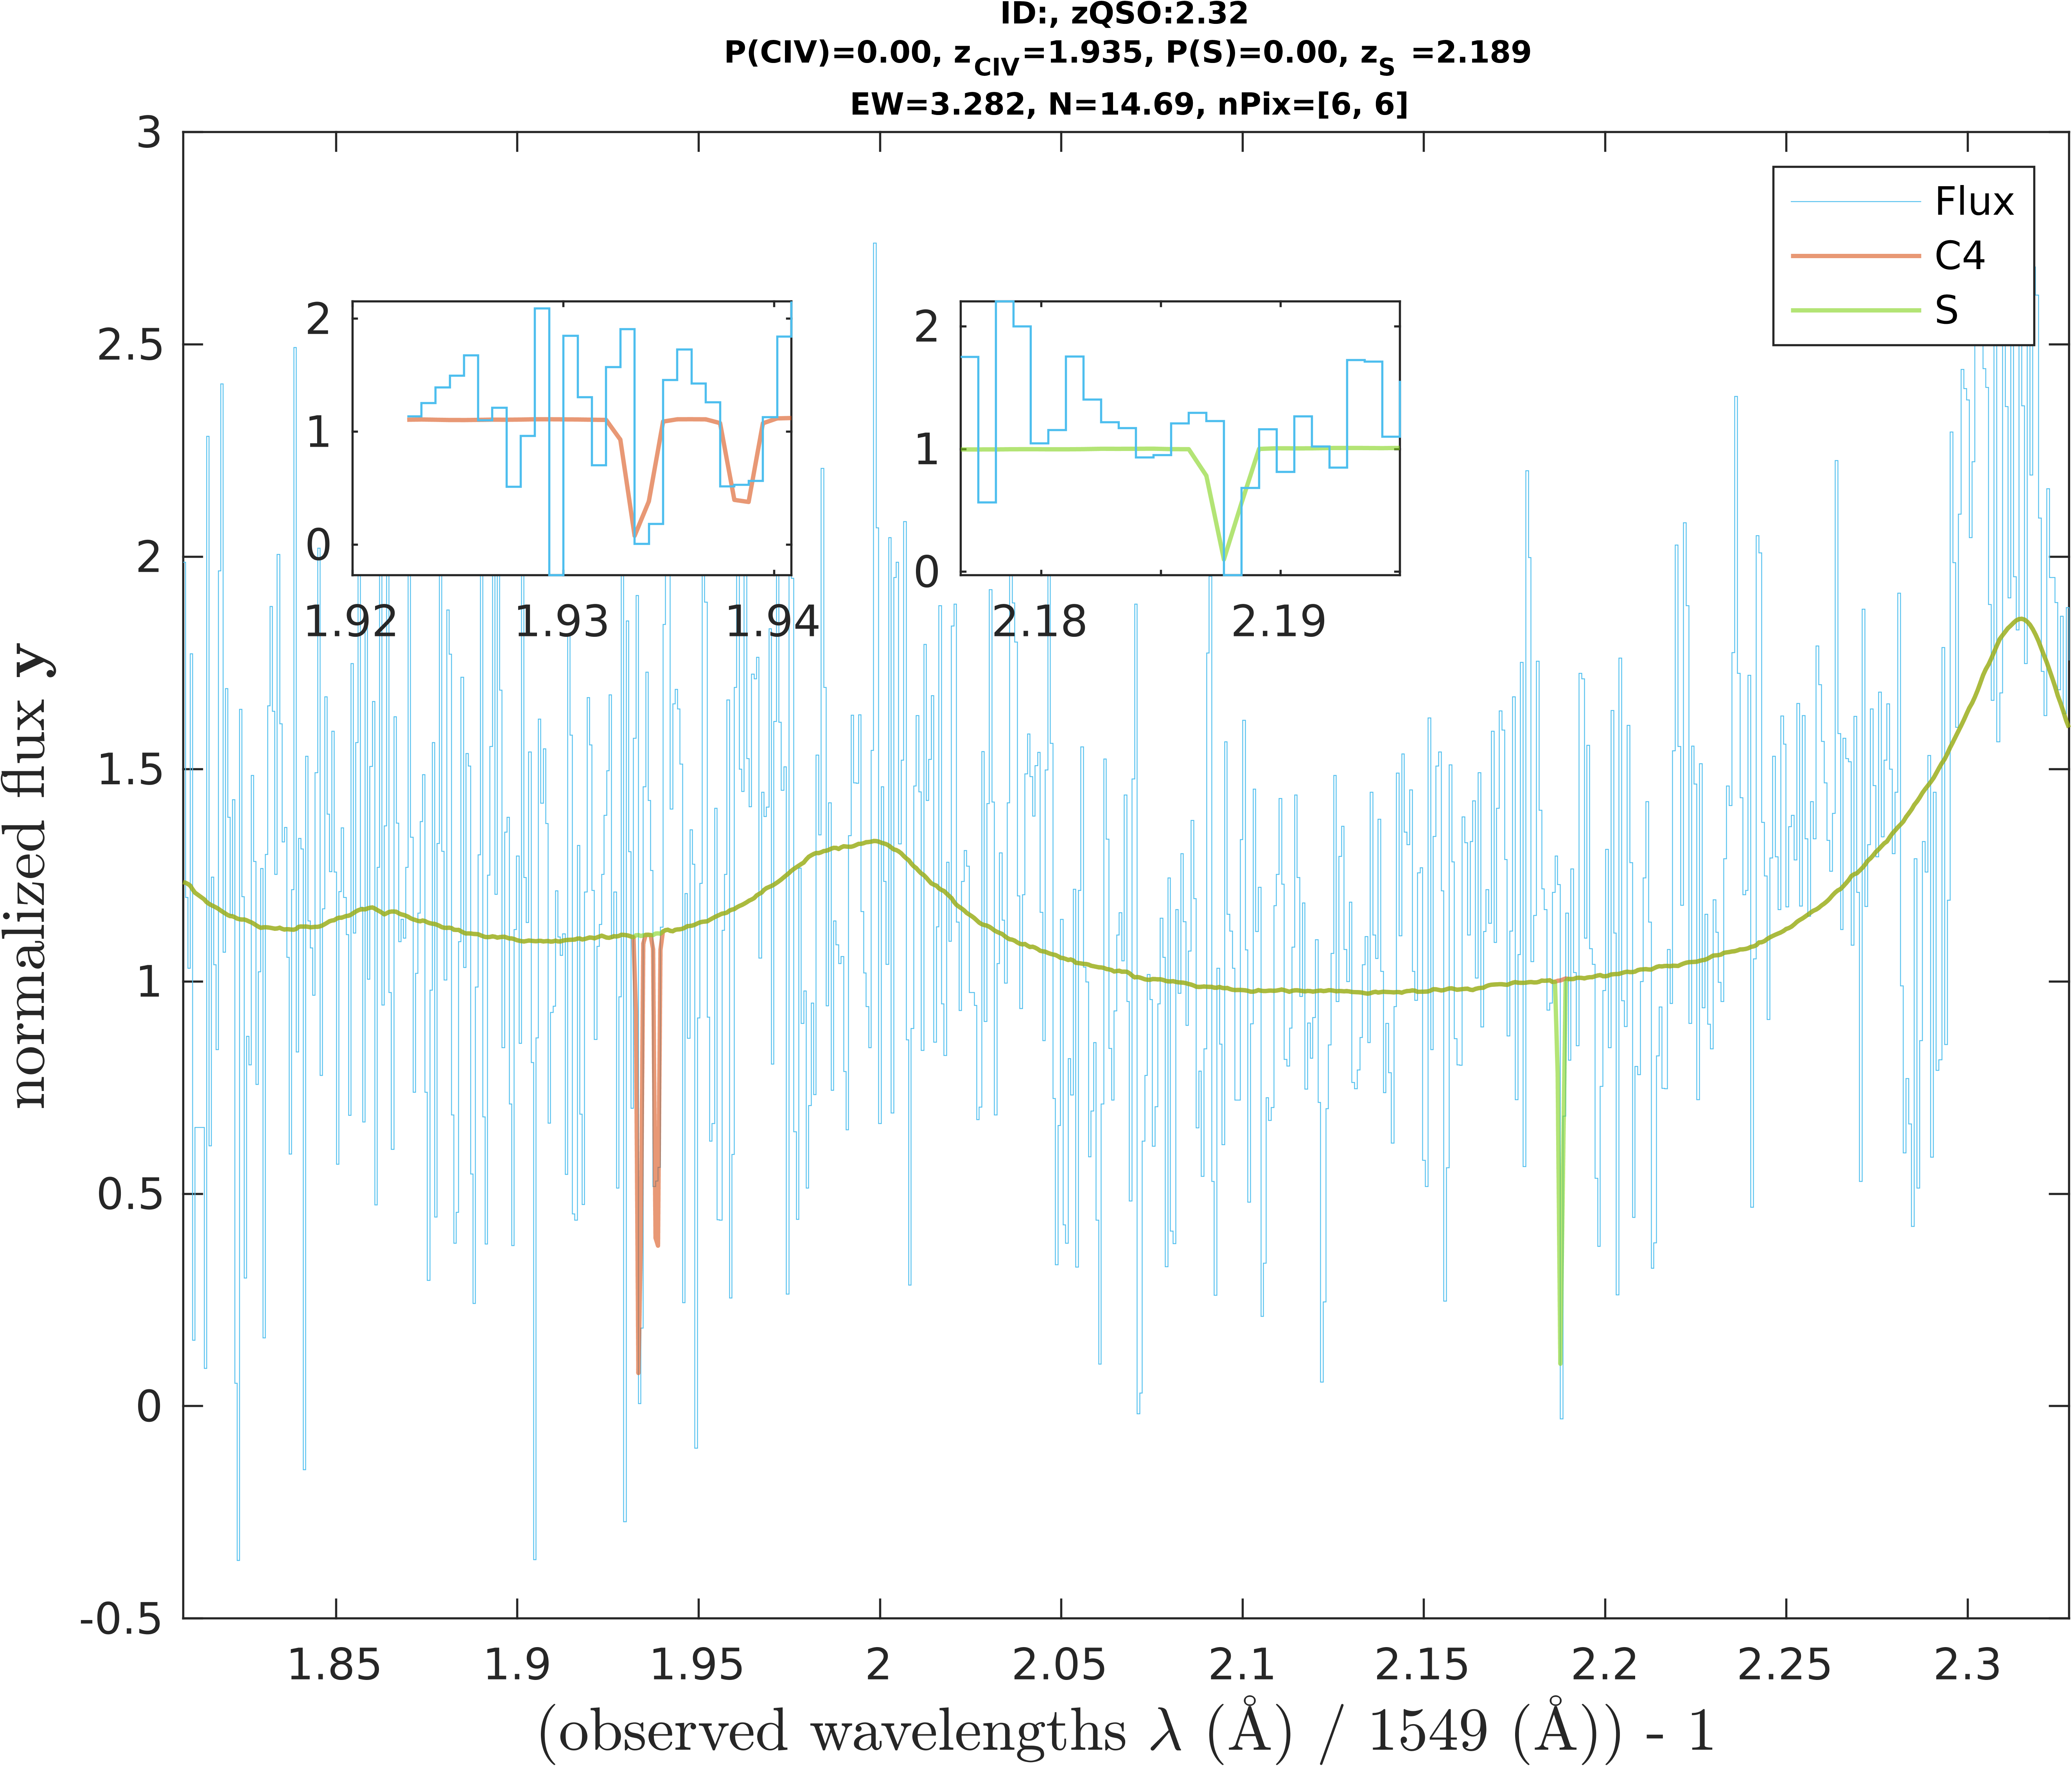 ID:, zQSO:2.32
P(CIV)=0.00, zCIV=1.935, P(S)=0.00, zS =2.189
EW=3.282, N=14.69, nPix=[6, 6]
3
2.5
2
1.5
1
0.5
0
-0.5
normalized flux y
Flux
C4
S
2
1
0
1.92 1.93 1.94
2
1
0
2.18 2.19
1.85 1.9 1.95 2 2.05 2.1 2.15 2.2 2.25 2.3
(observed wavelengths λ (Å) / 1549 (Å)) - 1